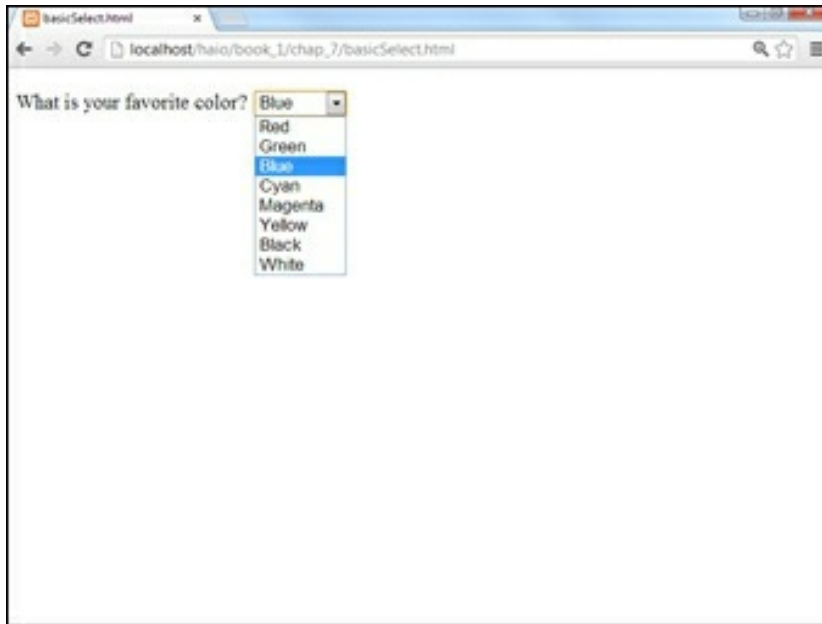 basicSelect.html
localhost/haio/book_1/chap_7/basicSelect.html
What is your favorite color? Blue
Red
Green
Blue
Cyan
Magenta
Yellow
Black
White